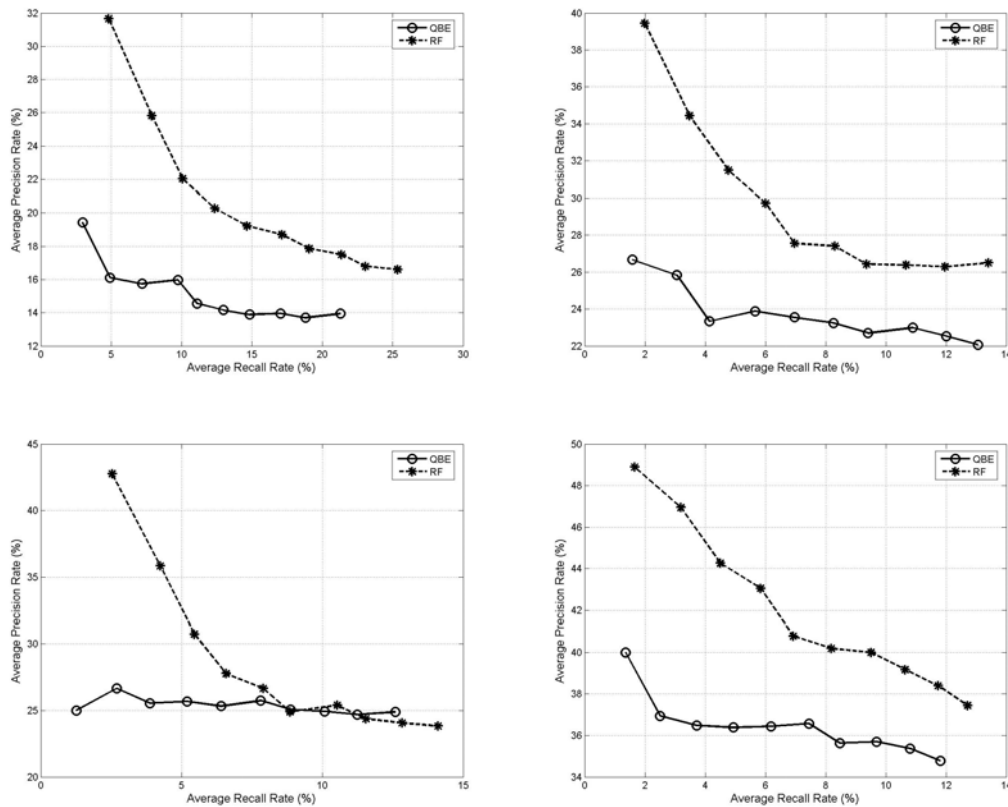 32
30
28
26
24
22
20
18
16
14
12
0 5 10 15 20 25 30
Average Precision Rate (%)
Average Recall Rate (%)
QBE
RF
40
38
36
34
32
30
28
26
24
22
0 2 4 6 8 10 12 14
Average Precision Rate (%)
Average Recall Rate (%)
QBE
RF
45
40
35
30
25
20
0 5 10 15
Average Precision Rate (%)
Average Recall Rate (%)
QBE
RF
50
48
46
44
42
40
38
36
34
0 2 4 6 8 10 12 14
Average Precision Rate (%)
Average Recall Rate (%)
QBE
RF